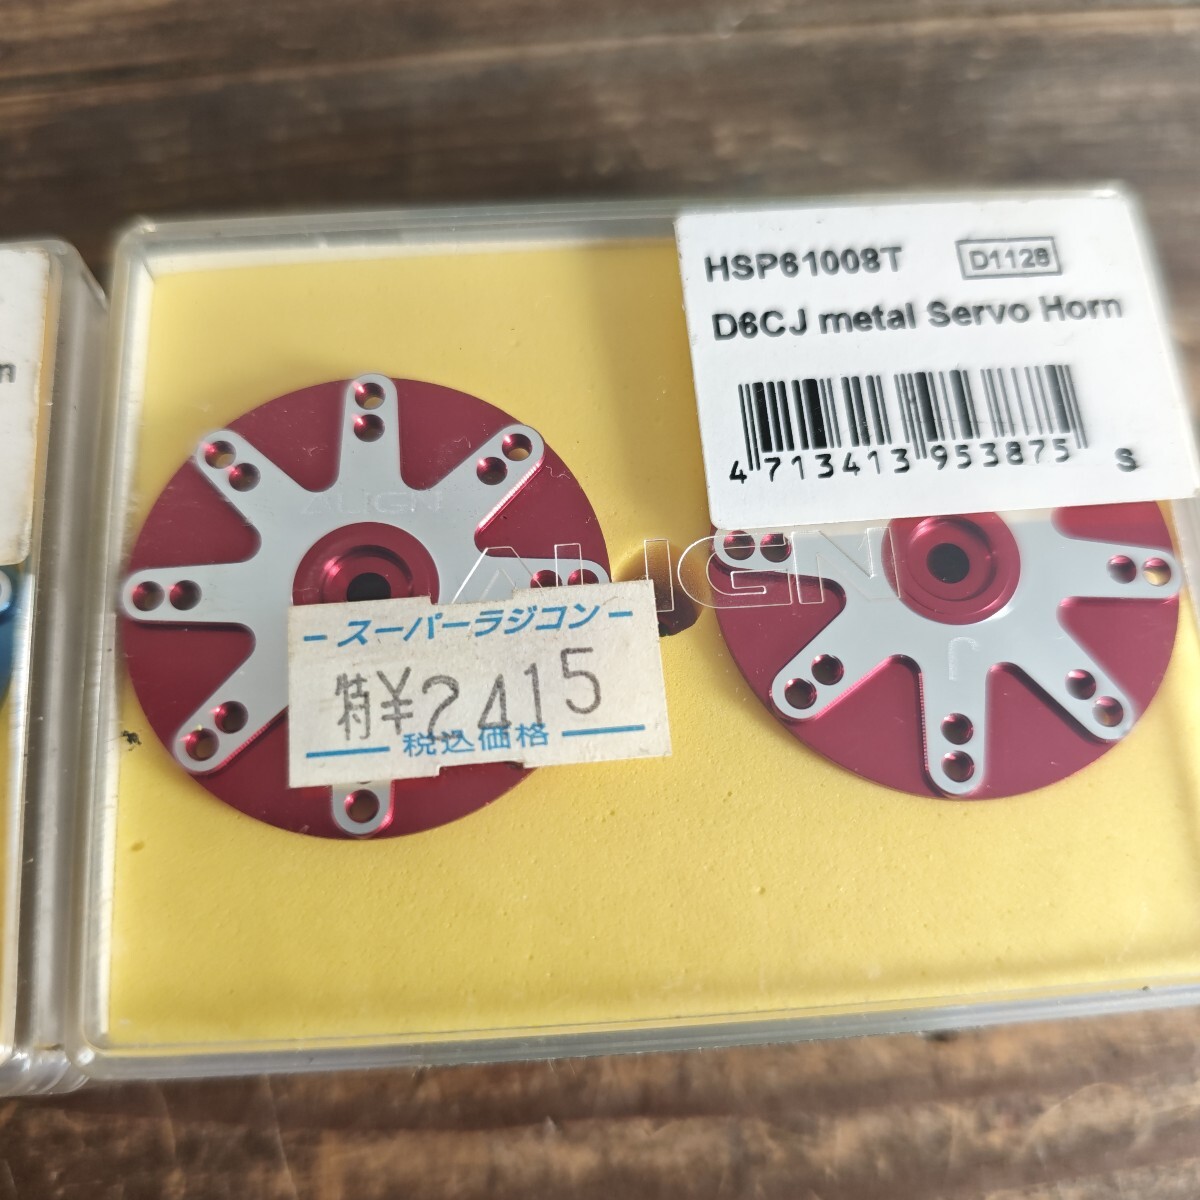 HSP61008T D1128
D6CJ metal Servo Horn
4 713413 953875 S
ALIGN
ALIGN
J
-スーパーラジコン-
特¥2415
税込価格
n